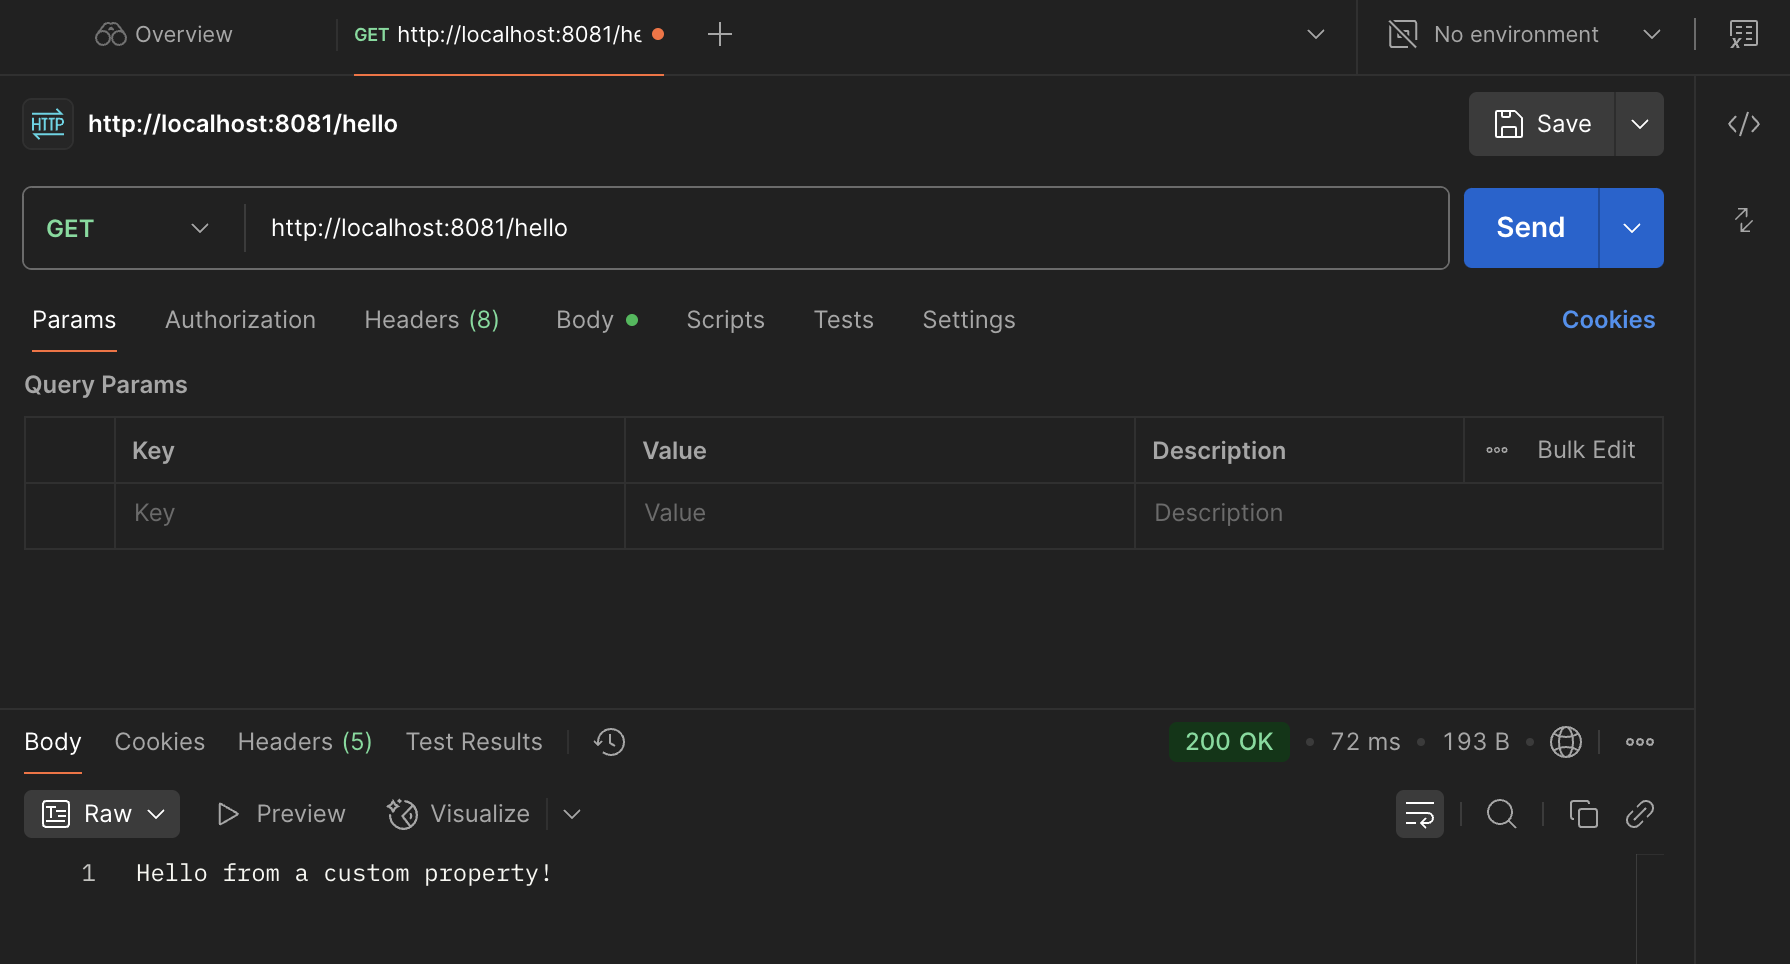 Overview
GET http://localhost:8081/he
No environment
HTTP http://localhost:8081/hello
Save
GET http://localhost:8081/hello
Send
Params Authorization Headers (8) Body Scripts Tests Settings Cookies
Query Params
Key Value Description Bulk Edit
Key Value Description
Body Cookies Headers (5) Test Results 200 OK 72 ms 193 B
Raw Preview Visualize
1 Hello from a custom property!